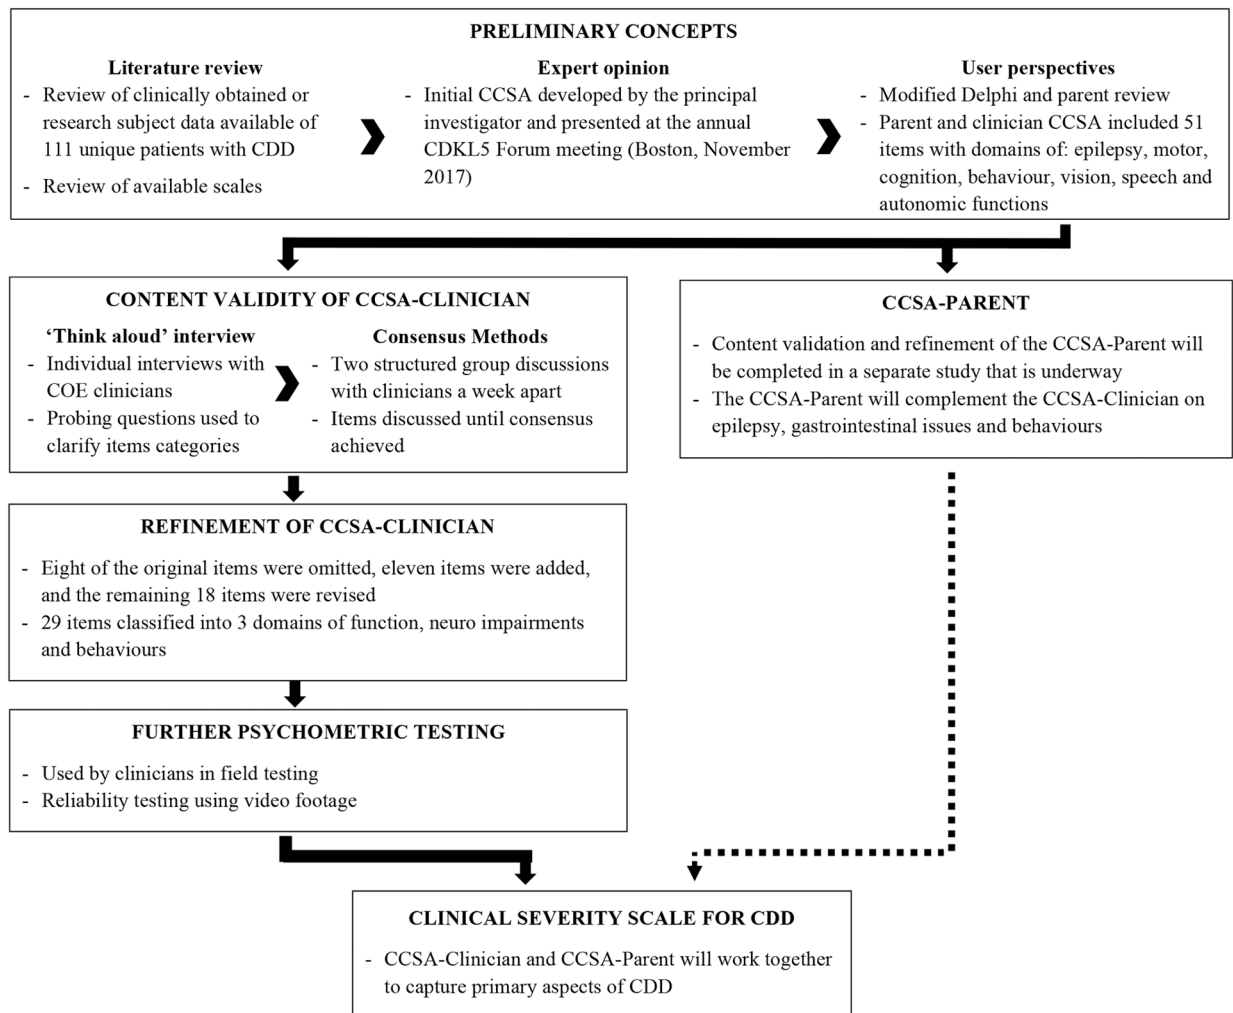 PRELIMINARY CONCEPTS
Literature review
- Review of clinically obtained or
research subject data available of
111 unique patients with CDD
- Review of available scales
Expert opinion
- Initial CCSA developed by the principal
investigator and presented at the annual
CDKL5 Forum meeting (Boston, November
2017)
User perspectives
- Modified Delphi and parent review
- Parent and clinician CCSA included 51
items with domains of: epilepsy, motor,
cognition, behaviour, vision, speech and
autonomic functions
CONTENT VALIDITY OF CCSA-CLINICIAN
‘Think aloud’ interview
- Individual interviews with
COE clinicians
- Probing questions used to
clarify items categories
Consensus Methods
- Two structured group discussions
with clinicians a week apart
- Items discussed until consensus
achieved
CCSA-PARENT
- Content validation and refinement of the CCSA-Parent will
be completed in a separate study that is underway
- The CCSA-Parent will complement the CCSA-Clinician on
epilepsy, gastrointestinal issues and behaviours
REFINEMENT OF CCSA-CLINICIAN
- Eight of the original items were omitted, eleven items were added,
and the remaining 18 items were revised
- 29 items classified into 3 domains of function, neuro impairments
and behaviours
FURTHER PSYCHOMETRIC TESTING
- Used by clinicians in field testing
- Reliability testing using video footage
CLINICAL SEVERITY SCALE FOR CDD
- CCSA-Clinician and CCSA-Parent will work together
to capture primary aspects of CDD